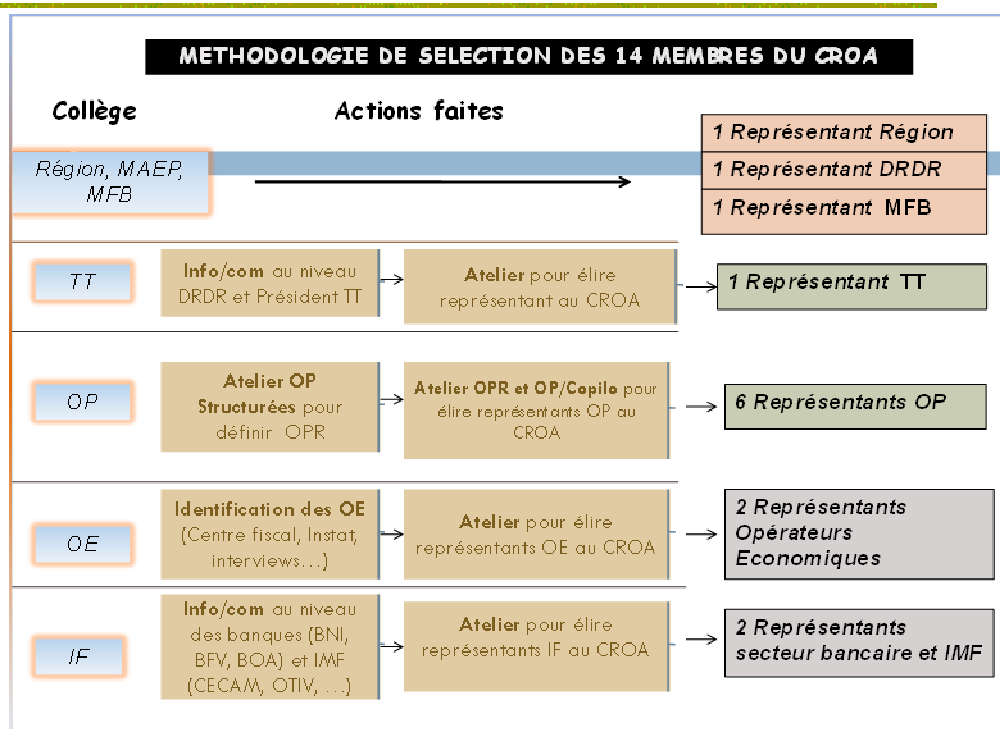 METHODOLOGIE DE SELECTION DES 14 MEMBRES DU CROA
Collège
Actions faites
Région, MAEP,
MFB
1 Représentant Région
1 Représentant DRDR
1 Représentant MFB
TT
Info/com au niveau
DRDR et Président TT
Atelier pour élire
représentant au CROA
1 Représentant TT
OP
Atelier OP
Structurées pour
définir OPR
Atelier OPR et OP/Copilo pour
élire représentants OP au
CROA
6 Représentants OP
OE
Identification des OE
(Centre fiscal, Instat,
interviews...)
Atelier pour élire
représentants OE au CROA
2 Représentants
Opérateurs
Economiques
IF
Info/com au niveau
des banques (BNI,
BFV, BOA) et IMF
(CECAM, OTIV, ...)
Atelier pour élire
représentants IF au CROA
2 Représentants
secteur bancaire et IMF